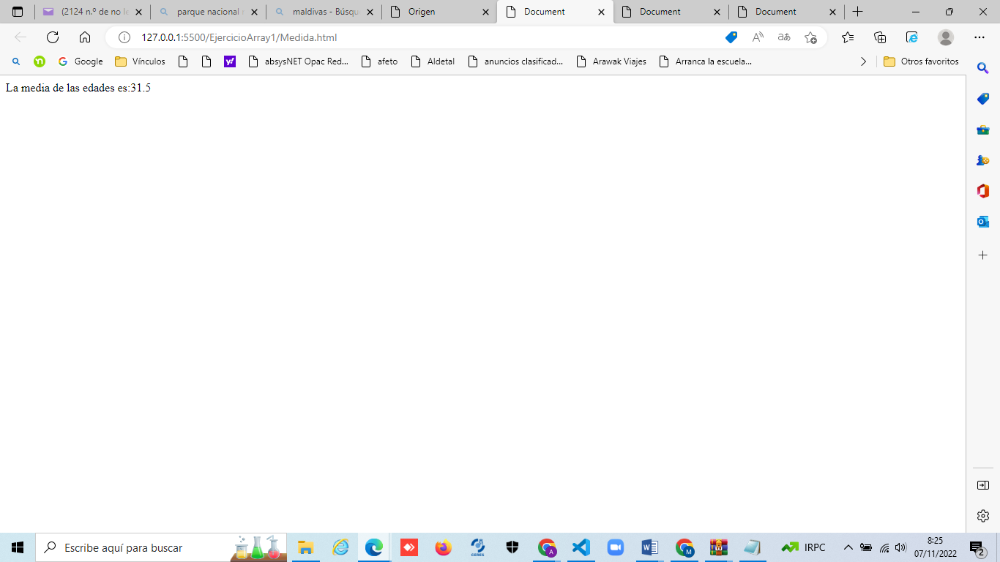 (2124 n.º de no le
parque nacional
maldivas - Búsqu
Origen
Document
Document
Document
127.0.0.1:5500/EjercicioArray1/Medida.html
Google
Vínculos
absysNET Opac Red...
afeto
Aldetal
anuncios clasificad...
Arawak Viajes
Arranca la escuela...
Otros favoritos
La media de las edades es:31.5
Escribe aquí para buscar
CERES
A
M
IRPC
8:25
07/11/2022
2